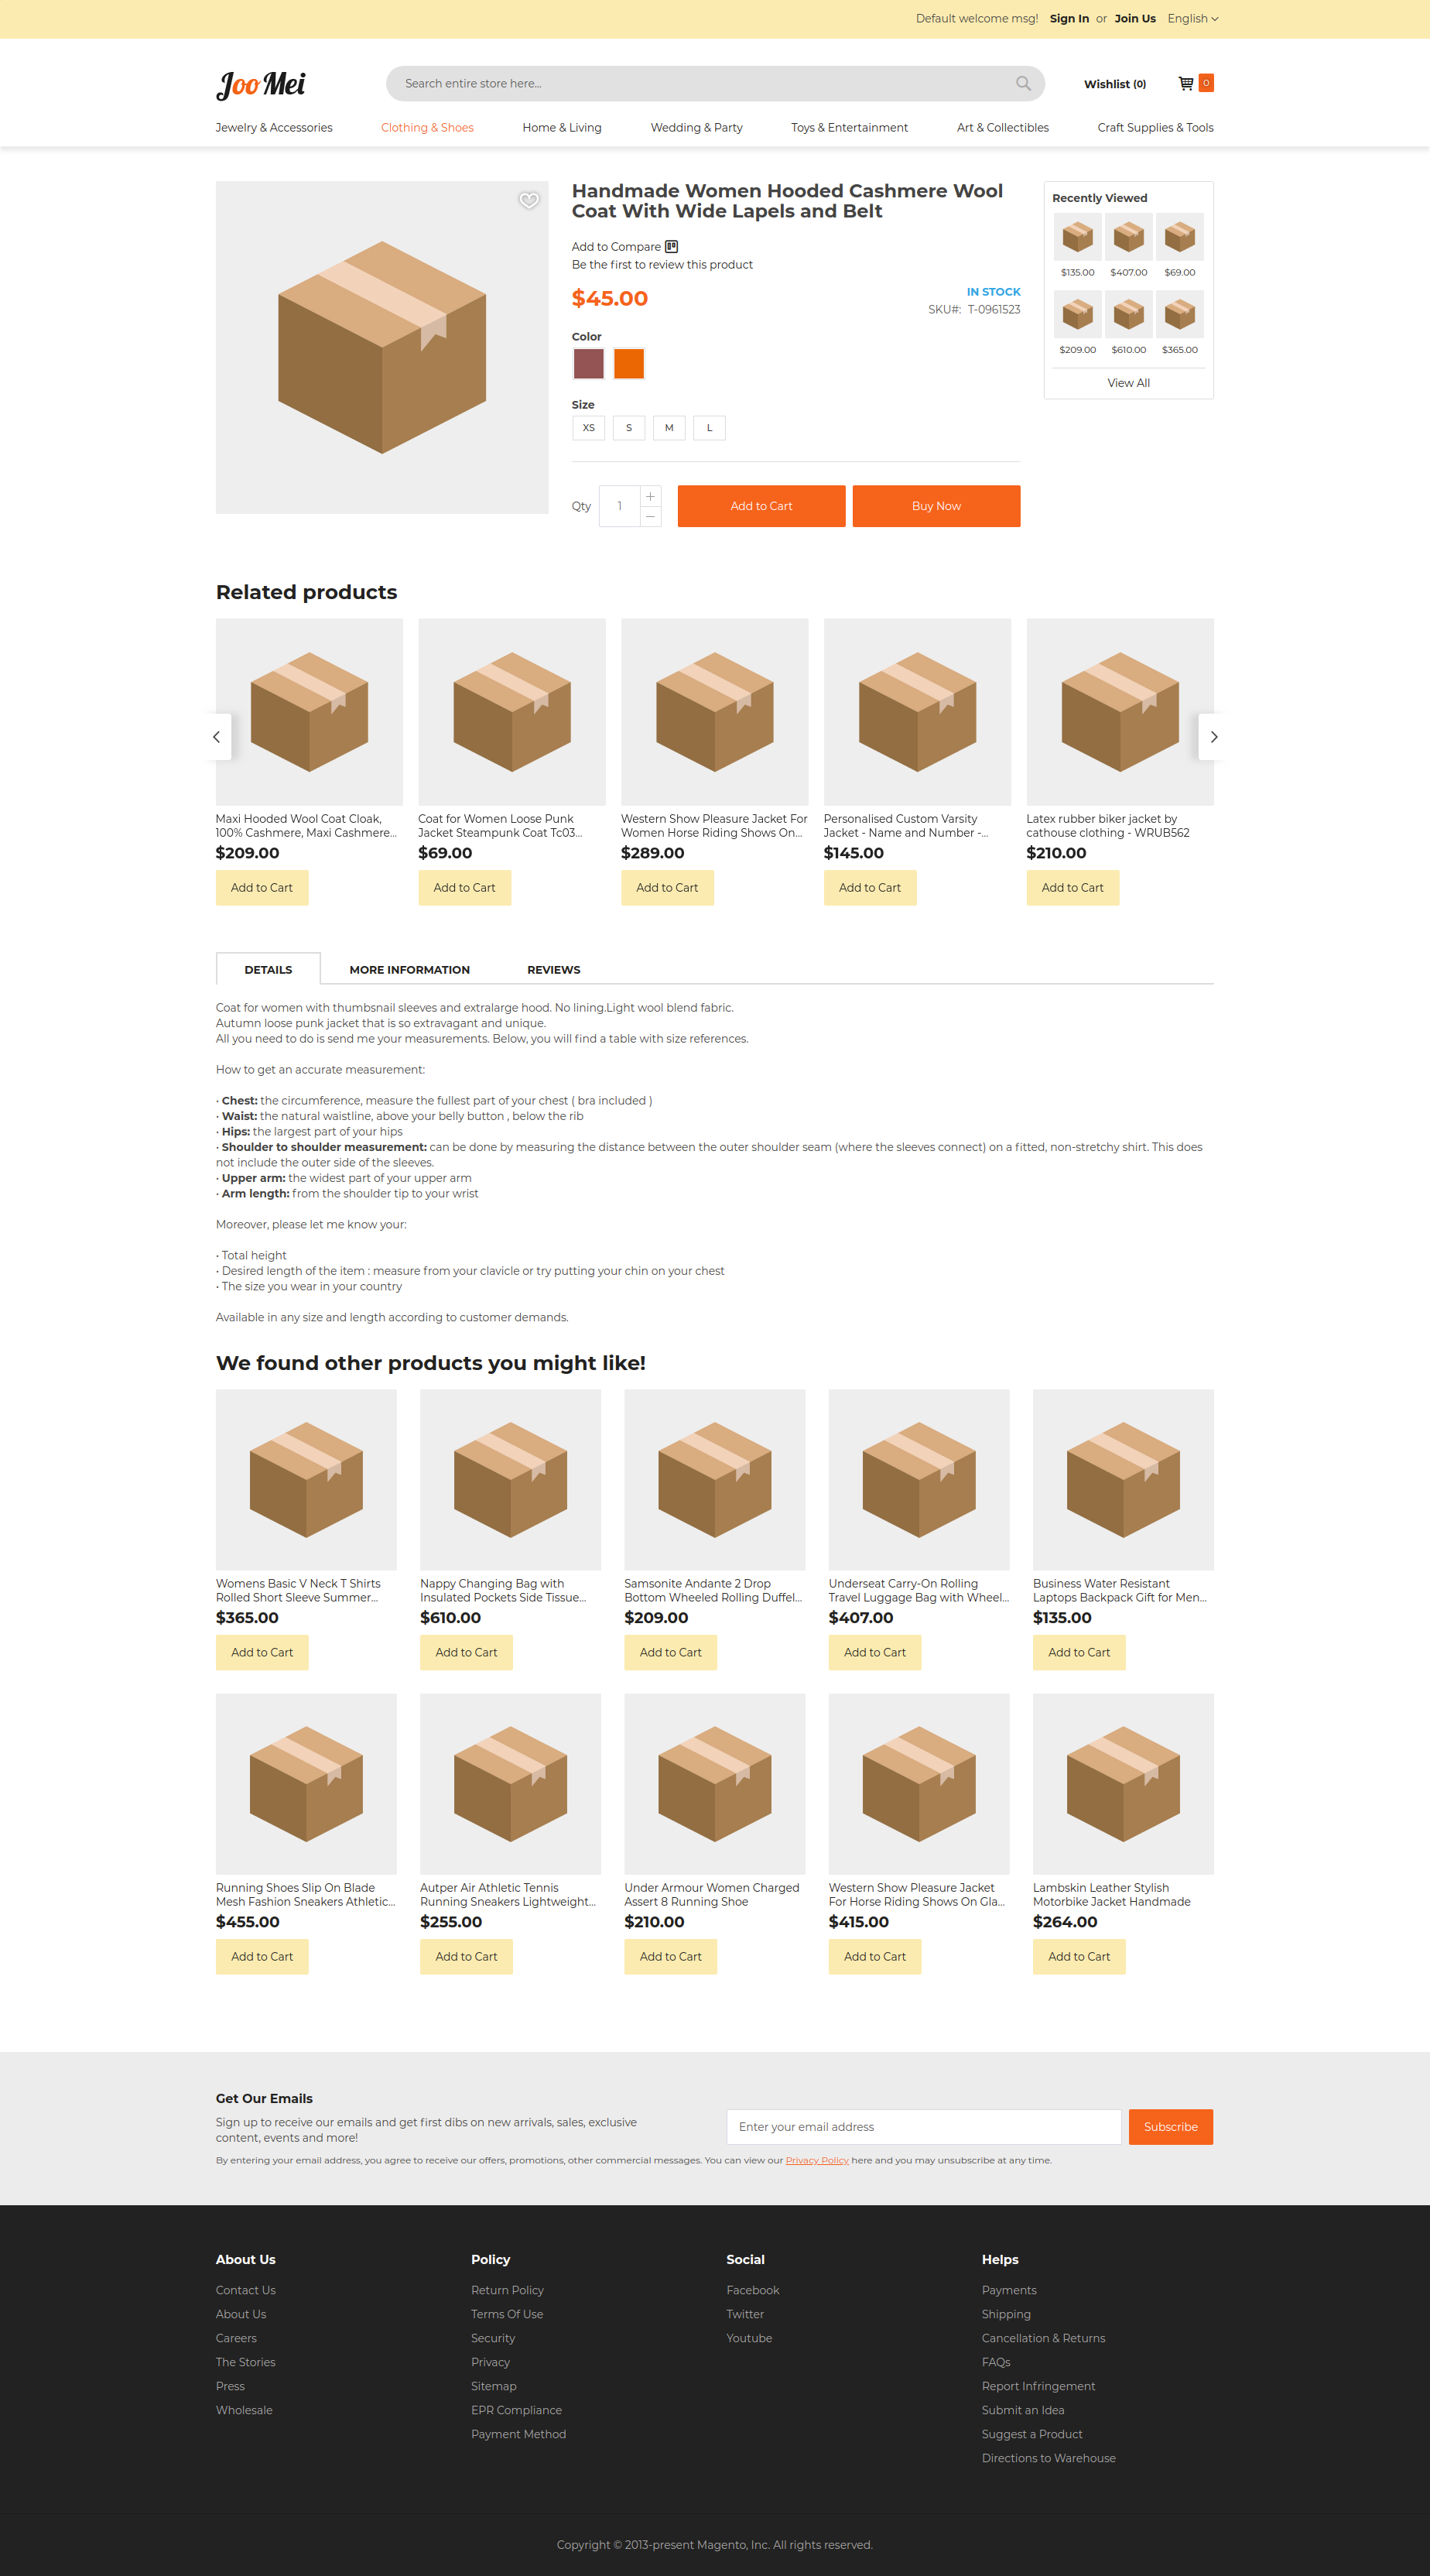 Default welcome msg! Sign In or Join Us English
JooMei
Search entire store here...
Wishlist (0)
0
Jewelry & Accessories
Clothing & Shoes
Home & Living
Wedding & Party
Toys & Entertainment
Art & Collectibles
Craft Supplies & Tools
Handmade Women Hooded Cashmere Wool
Coat With Wide Lapels and Belt
Add to Compare
Be the first to review this product
$45.00
IN STOCK
SKU#: T-0961523
Color
Size
XS
S
M
L
Qty
1
Add to Cart
Buy Now
Recently Viewed
$135.00
$407.00
$69.00
$209.00
$610.00
$365.00
View All
Related products
Maxi Hooded Wool Coat Cloak,
100% Cashmere, Maxi Cashmere...
$209.00
Add to Cart
Coat for Women Loose Punk
Jacket Steampunk Coat Tc03...
$69.00
Add to Cart
Western Show Pleasure Jacket For
Women Horse Riding Shows On...
$289.00
Add to Cart
Personalised Custom Varsity
Jacket - Name and Number -...
$145.00
Add to Cart
Latex rubber biker jacket by
cathouse clothing - WRUB562
$210.00
Add to Cart
DETAILS
MORE INFORMATION
REVIEWS
Coat for women with thumbsnail sleeves and extralarge hood. No lining.Light wool blend fabric.
Autumn loose punk jacket that is so extravagant and unique.
All you need to do is send me your measurements. Below, you will find a table with size references.
How to get an accurate measurement:
• Chest: the circumference, measure the fullest part of your chest ( bra included )
• Waist: the natural waistline, above your belly button , below the rib
• Hips: the largest part of your hips
• Shoulder to shoulder measurement: can be done by measuring the distance between the outer shoulder seam (where the sleeves connect) on a fitted, non-stretchy shirt. This does
not include the outer side of the sleeves.
• Upper arm: the widest part of your upper arm
• Arm length: from the shoulder tip to your wrist
Moreover, please let me know your:
• Total height
• Desired length of the item : measure from your clavicle or try putting your chin on your chest
• The size you wear in your country
Available in any size and length according to customer demands.
We found other products you might like!
Womens Basic V Neck T Shirts
Rolled Short Sleeve Summer...
$365.00
Add to Cart
Nappy Changing Bag with
Insulated Pockets Side Tissue...
$610.00
Add to Cart
Samsonite Andante 2 Drop
Bottom Wheeled Rolling Duffel...
$209.00
Add to Cart
Underseat Carry-On Rolling
Travel Luggage Bag with Wheel...
$407.00
Add to Cart
Business Water Resistant
Laptops Backpack Gift for Men...
$135.00
Add to Cart
Running Shoes Slip On Blade
Mesh Fashion Sneakers Athletic...
$455.00
Add to Cart
Autper Air Athletic Tennis
Running Sneakers Lightweight...
$255.00
Add to Cart
Under Armour Women Charged
Assert 8 Running Shoe
$210.00
Add to Cart
Western Show Pleasure Jacket
For Horse Riding Shows On Gla...
$415.00
Add to Cart
Lambskin Leather Stylish
Motorbike Jacket Handmade
$264.00
Add to Cart
Get Our Emails
Sign up to receive our emails and get first dibs on new arrivals, sales, exclusive
content, events and more!
Enter your email address
Subscribe
By entering your email address, you agree to receive our offers, promotions, other commercial messages. You can view our Privacy Policy here and you may unsubscribe at any time.
About Us
Contact Us
About Us
Careers
The Stories
Press
Wholesale
Policy
Return Policy
Terms Of Use
Security
Privacy
Sitemap
EPR Compliance
Payment Method
Social
Facebook
Twitter
Youtube
Helps
Payments
Shipping
Cancellation & Returns
FAQs
Report Infringement
Submit an Idea
Suggest a Product
Directions to Warehouse
Copyright © 2013-present Magento, Inc. All rights reserved.